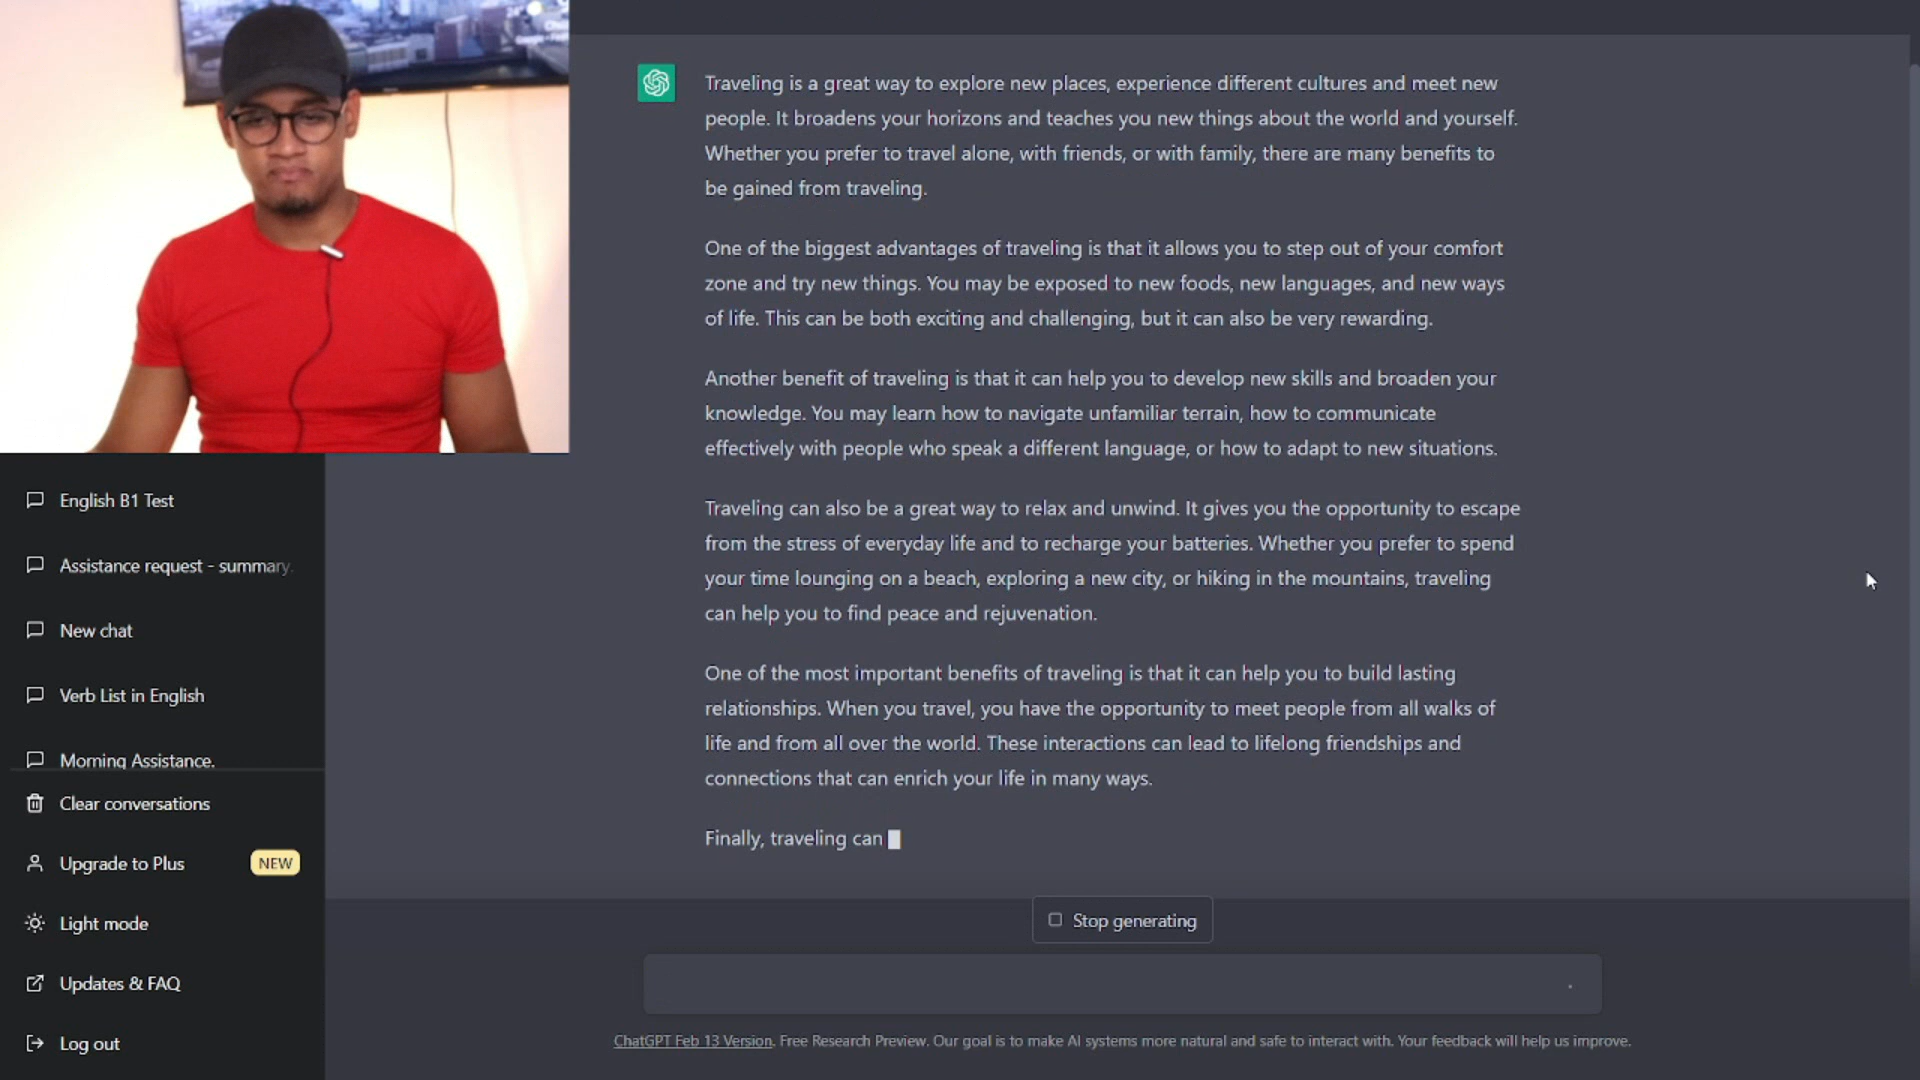 Traveling is a great way to explore new places, experience different cultures and meet new
people. It broadens your horizons and teaches you new things about the world and yourself.
Whether you prefer to travel alone, with friends, or with family, there are many benefits to
be gained from traveling.
One of the biggest advantages of traveling is that it allows you to step out of your comfort
zone and try new things. You may be exposed to new foods, new languages, and new ways
of life. This can be both exciting and challenging, but it can also be very rewarding.
Another benefit of traveling is that it can help you to develop new skills and broaden your
knowledge. You may learn how to navigate unfamiliar terrain, how to communicate
effectively with people who speak a different language, or how to adapt to new situations.
Traveling can also be a great way to relax and unwind. It gives you the opportunity to escape
from the stress of everyday life and to recharge your batteries. Whether you prefer to spend
your time lounging on a beach, exploring a new city, or hiking in the mountains, traveling
can help you to find peace and rejuvenation.
One of the most important benefits of traveling is that it can help you to build lasting
relationships. When you travel, you have the opportunity to meet people from all walks of
life and from all over the world. These interactions can lead to lifelong friendships and
connections that can enrich your life in many ways.
Finally, traveling can
English B1 Test
Assistance request - summary.
New chat
Verb List in English
Morning Assistance.
Clear conversations
Upgrade to Plus NEW
Light mode
Updates & FAQ
Log out
Stop generating
ChatGPT Feb 13 Version. Free Research Preview. Our goal is to make AI systems more natural and safe to interact with. Your feedback will help us improve.